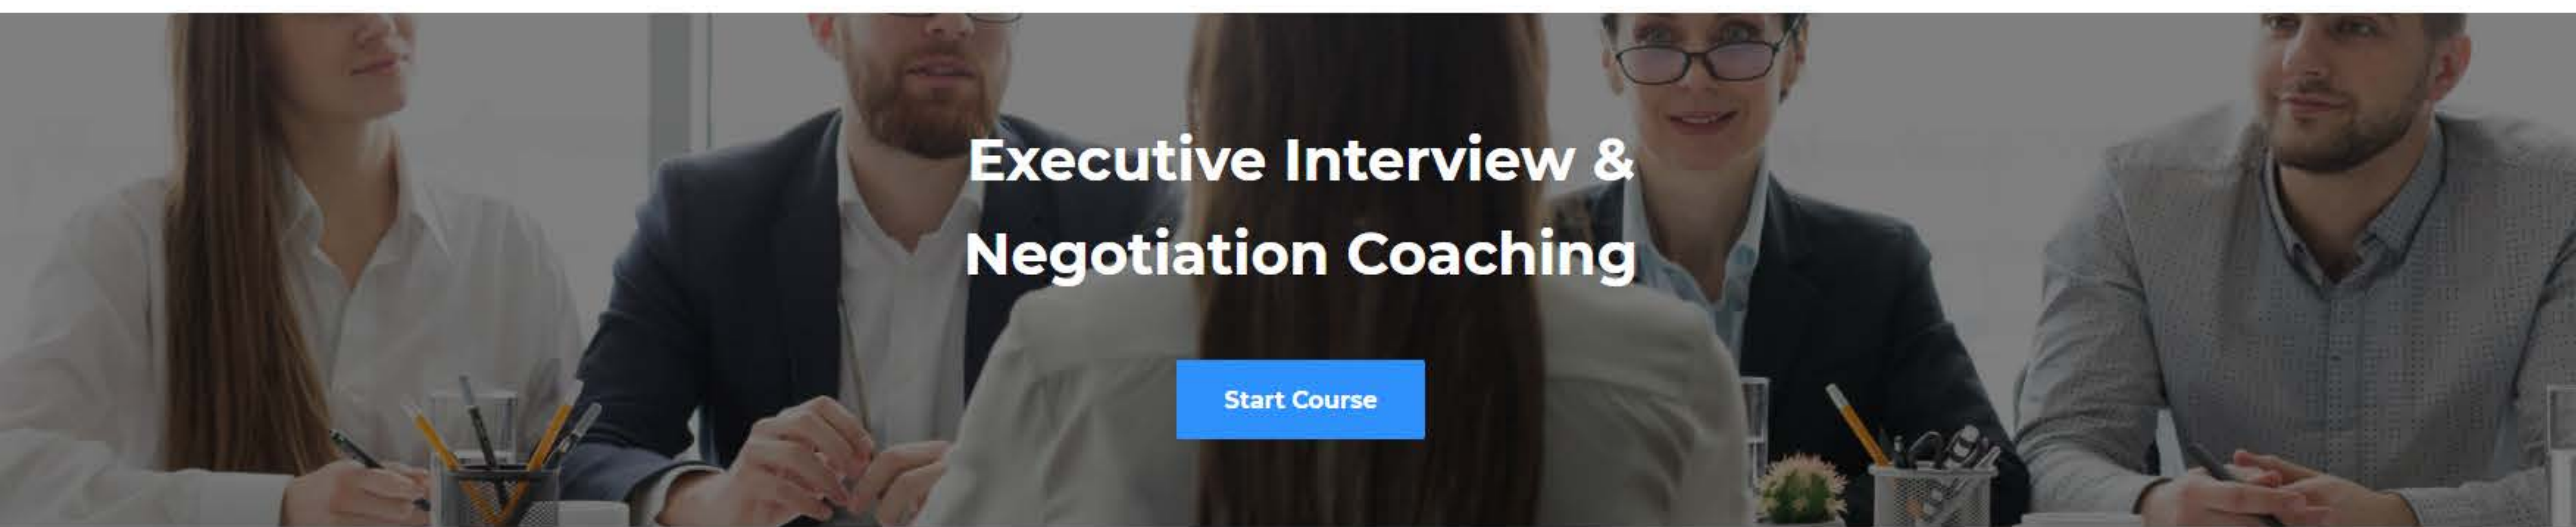 Executive Interview &
Negotiation Coaching
Start Course